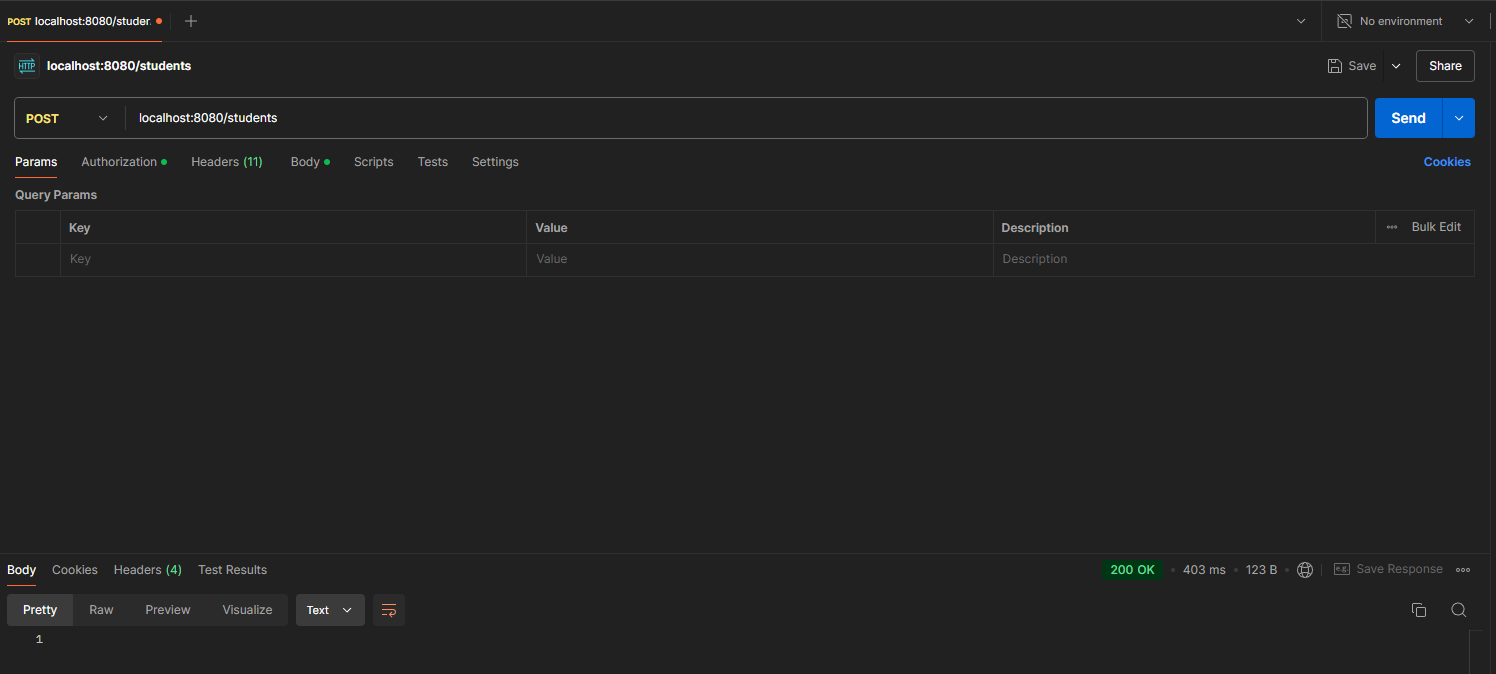 POST localhost:8080/studer
No environment
HTTP localhost:8080/students
Save
Share
POST localhost:8080/students
Send
Params Authorization Headers (11) Body Scripts Tests Settings Cookies
Query Params
Key Value Description Bulk Edit
Key Value Description
Body Cookies Headers (4) Test Results 200 OK 403 ms 123 B e.g. Save Response
Pretty Raw Preview Visualize Text
1